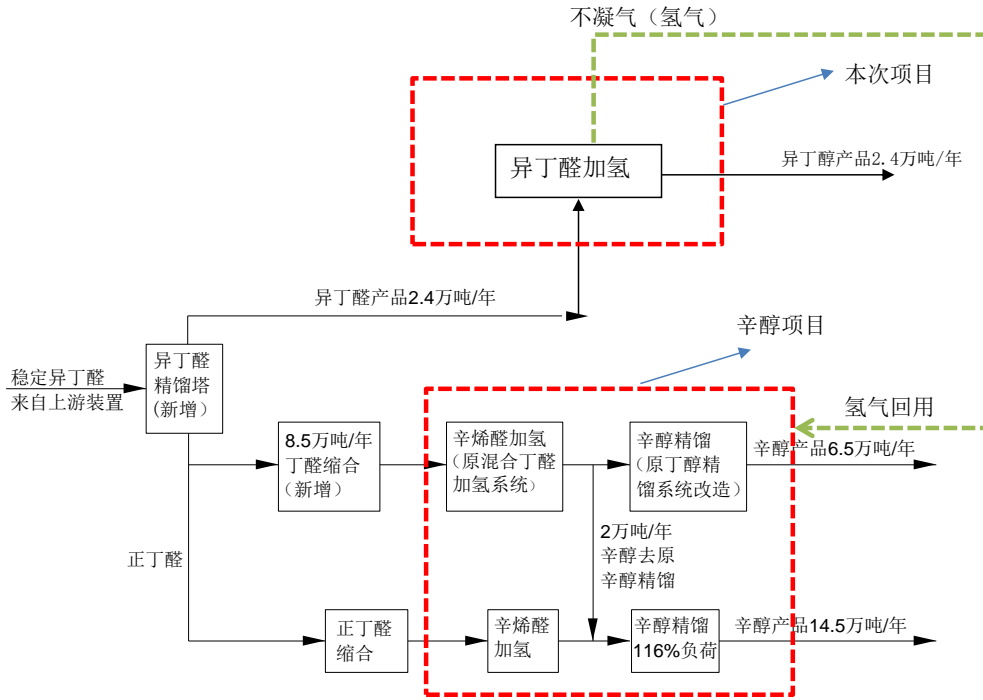 不凝气（氢气）
本次项目
异丁醛加氢
异丁醇产品2.4万吨/年
异丁醛产品2.4万吨/年
辛醇项目
稳定异丁醛
来自上游装置
异丁醛
精馏塔
(新增）
氢气回用
8.5万吨/年
丁醛缩合
（新增）
辛烯醛加氢
（原混合丁醛
加氢系统）
辛醇精馏
（原丁醇精
馏系统改造）
辛醇产品6.5万吨/年
正丁醛
2万吨/年
辛醇去原
辛醇精馏
正丁醛
缩合
辛烯醛
加氢
辛醇精馏
116%负荷
辛醇产品14.5万吨/年